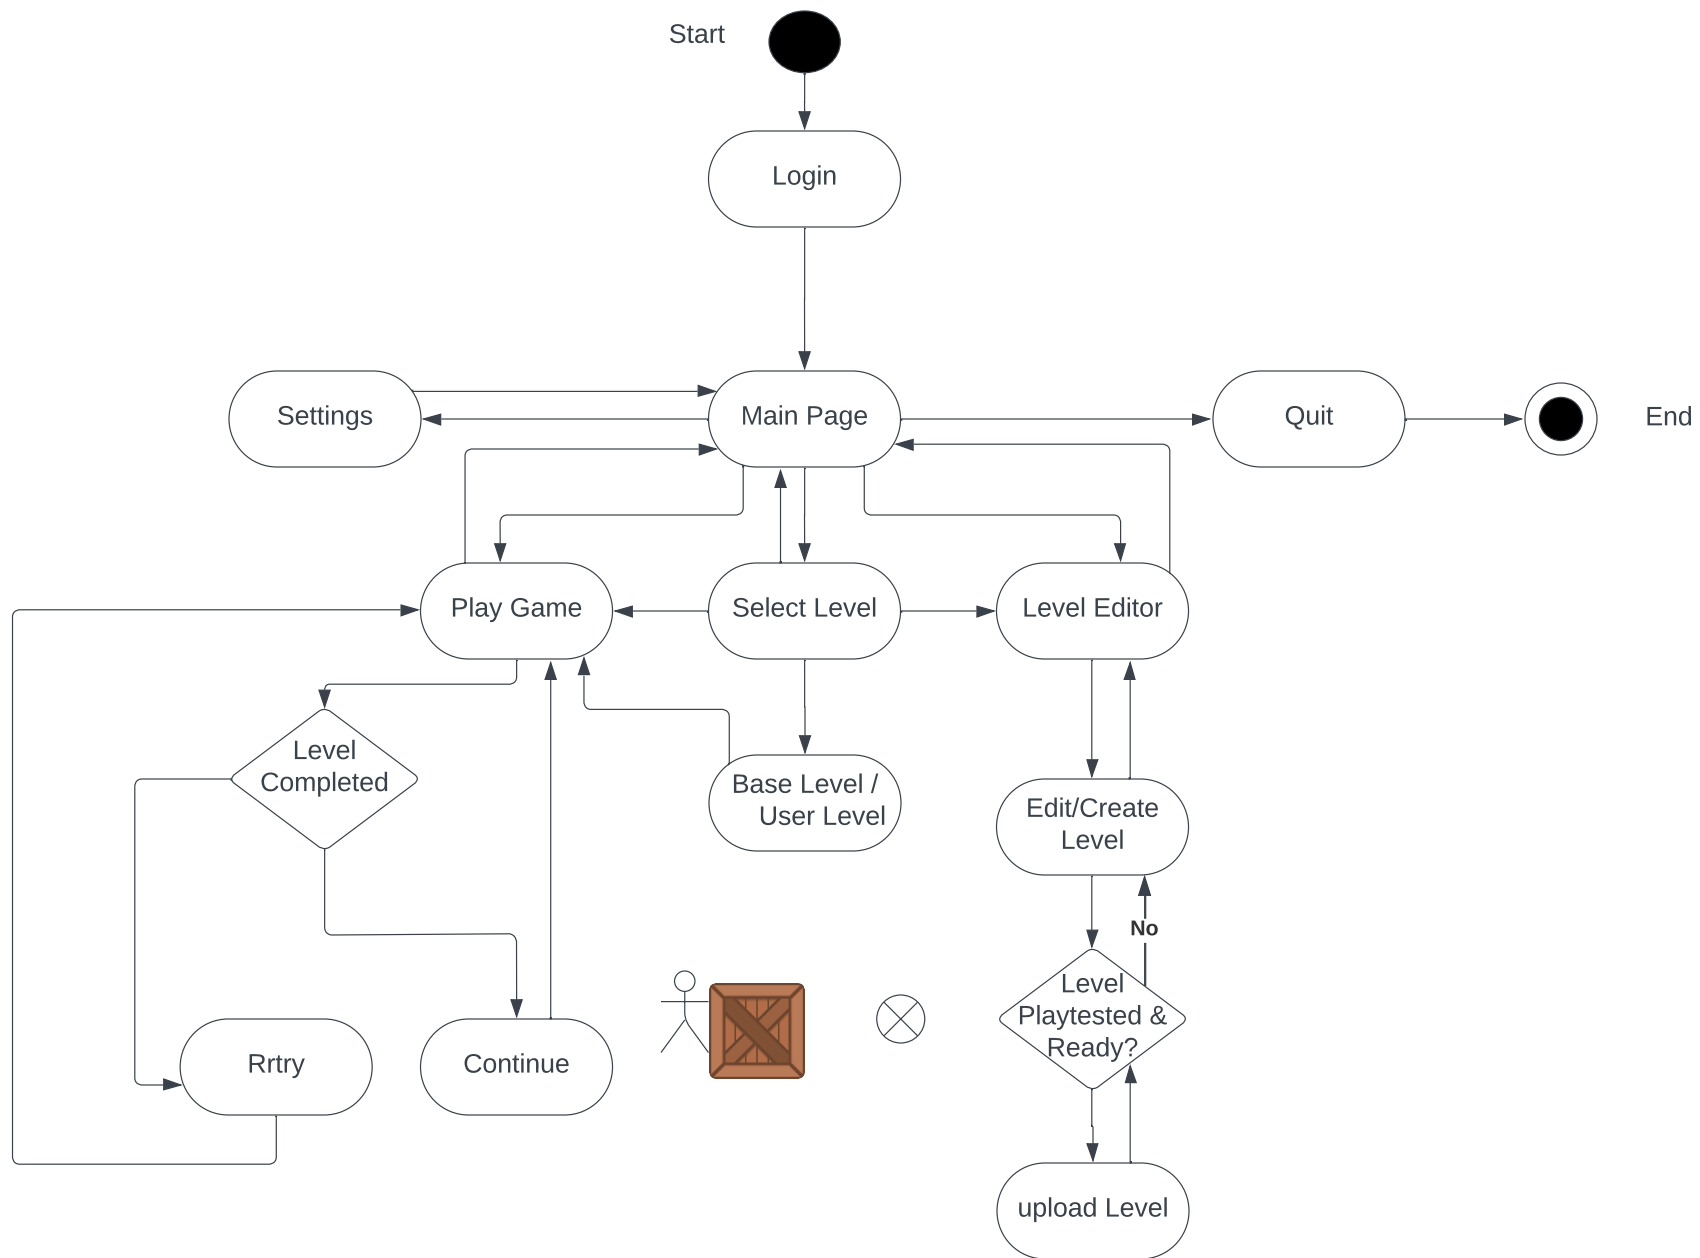 Start
Login
Settings
Main Page
Quit
End
Play Game
Select Level
Level Editor
Level
Completed
Base Level /
User Level
Edit/Create
Level
No
Level
Playtested &
Ready?
Rrtry
Continue
upload Level